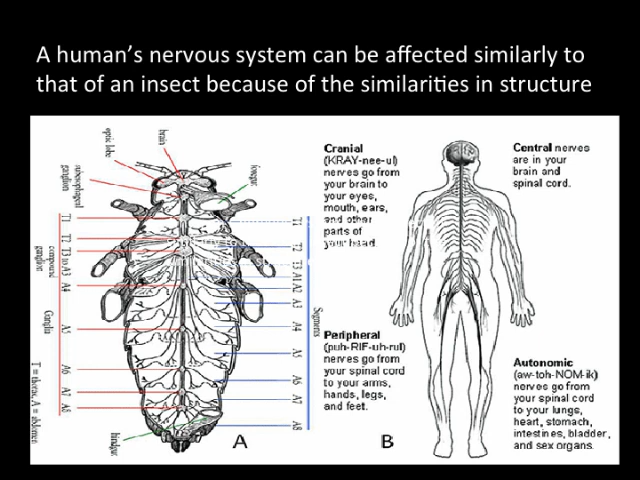 A human’s nervous system can be affected similarly to
that of an insect because of the similarities in structure
brain
optic lobe
subesophageal
ganglion
foregut
T1
T2
T3 to A3
compound
ganglion
A4
Ganglia
A5
A6
A7
A8
T = thorax, A = abdomen
hindgut
T1
T2
T3
A1
A2
A3
Segments
A4
A5
A6
A7
A8
A
Cranial
(KRAY-nee-ul)
nerves go from
your brain to
your eyes,
mouth, ears,
and other
parts of
your head.
Peripheral
(puh-RIF-uh-rul)
nerves go from
your spinal cord
to your arms,
hands, legs,
and feet.
B
Central nerves
are in your
brain and
spinal cord.
Autonomic
(aw-toh-NOM-ik)
nerves go from
your spinal cord
to your lungs,
heart, stomach,
intestines, bladder,
and sex organs.